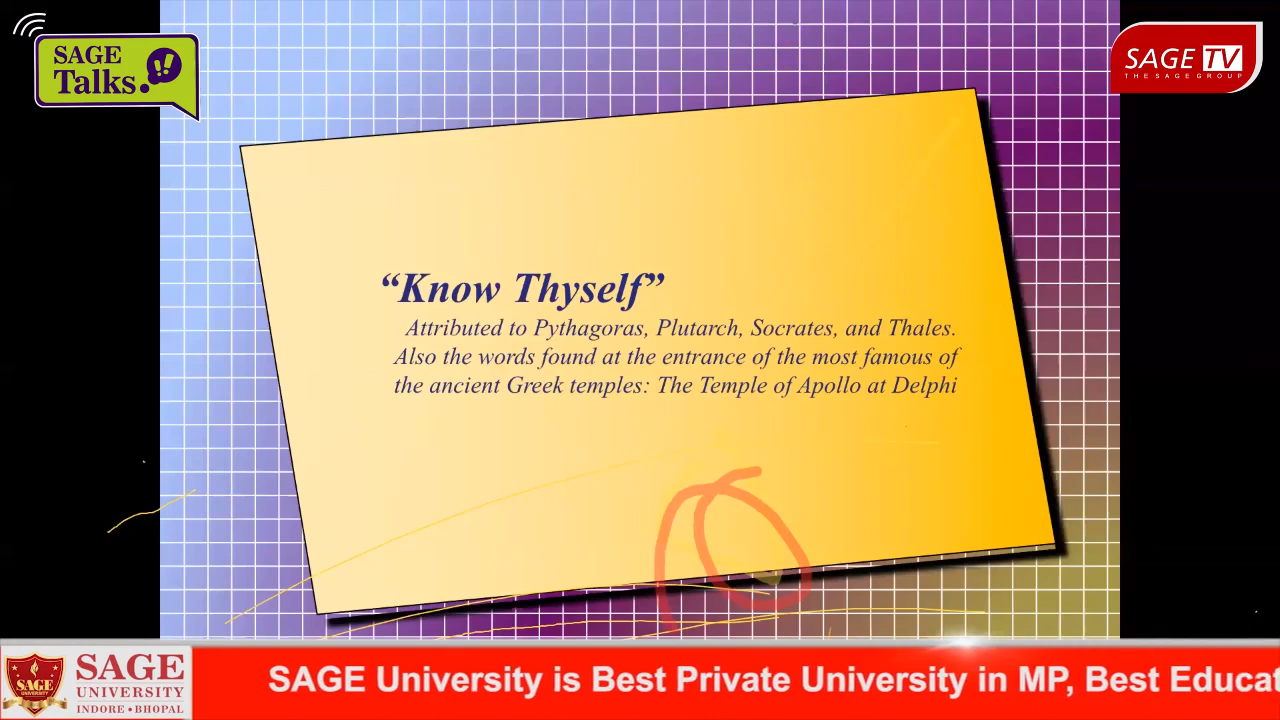 SAGE
Talks.
SAGE TV
THE SAGE GROUP
“Know Thyself”
Attributed to Pythagoras, Plutarch, Socrates, and Thales.
Also the words found at the entrance of the most famous of
the ancient Greek temples: The Temple of Apollo at Delphi
SAGE
UNIVERSITY
SAGE
UNIVERSITY
INDORE • BHOPAL
SAGE University is Best Private University in MP, Best Educat